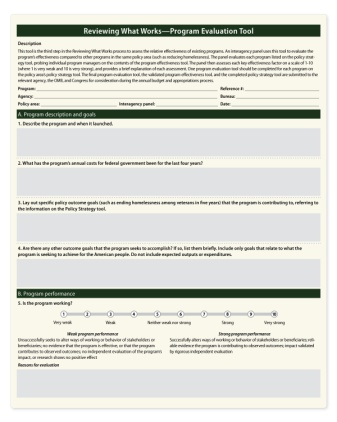 Reviewing What Works—Program Evaluation Tool
Description
This tool is the third step in the Reviewing What Works process to assess the relative effectiveness of existing programs. An interagency panel uses this tool to evaluate the
program's effectiveness compared to other programs in the same policy area (such as reducing homelessness). The panel evaluates each program listed on the policy strat-
egy tool, probing individual program managers on the contents of the program effectiveness tool. The panel then assesses each key effectiveness factor on a scale of 1-10
(where 1 is very weak and 10 is very strong), and provides a brief explanation of each assessment. One program evaluation tool should be completed for each program on
the policy area's policy strategy tool. The final program evaluation tool, the validated program effectiveness tool, and the completed policy strategy tool are submitted to the
relevant agency, the OMB, and Congress for consideration during the annual budget and appropriations process.
Program: Reference #:
Agency: Bureau:
Policy area: Interagency panel: Date:
A. Program description and goals
1. Describe the program and when it launched.
2. What has the program's annual costs for federal government been for the last four years?
3. Lay out specific policy outcome goals (such as ending homelessness among veterans in five years) that the program is contributing to, referring to
the information on the Policy Strategy tool.
4. Are there any other outcome goals that the program seeks to accomplish? If so, list them briefly. Include only goals that relate to what the
program is seeking to achieve for the American people. Do not include expected outputs or expenditures.
B. Program performance
5. Is the program working?
1 2 3 4 5 6 7 8 9 10
Very weak Weak Neither weak nor strong Strong Very strong
Weak program performance
Unsuccessfully seeks to alter ways of working or behavior of stakeholders or
beneficiaries; no evidence that the program is effective, or that the program
contributes to observed outcomes; no independent evaluation of the program's
impact, or research shows no positive effect
Strong program performance
Successfully alters ways of working or behavior of stakeholders or beneficiaries; reli-
able evidence the program is contributing to observed outcomes; impact validated
by rigorous independent evaluation
Reasons for evaluation